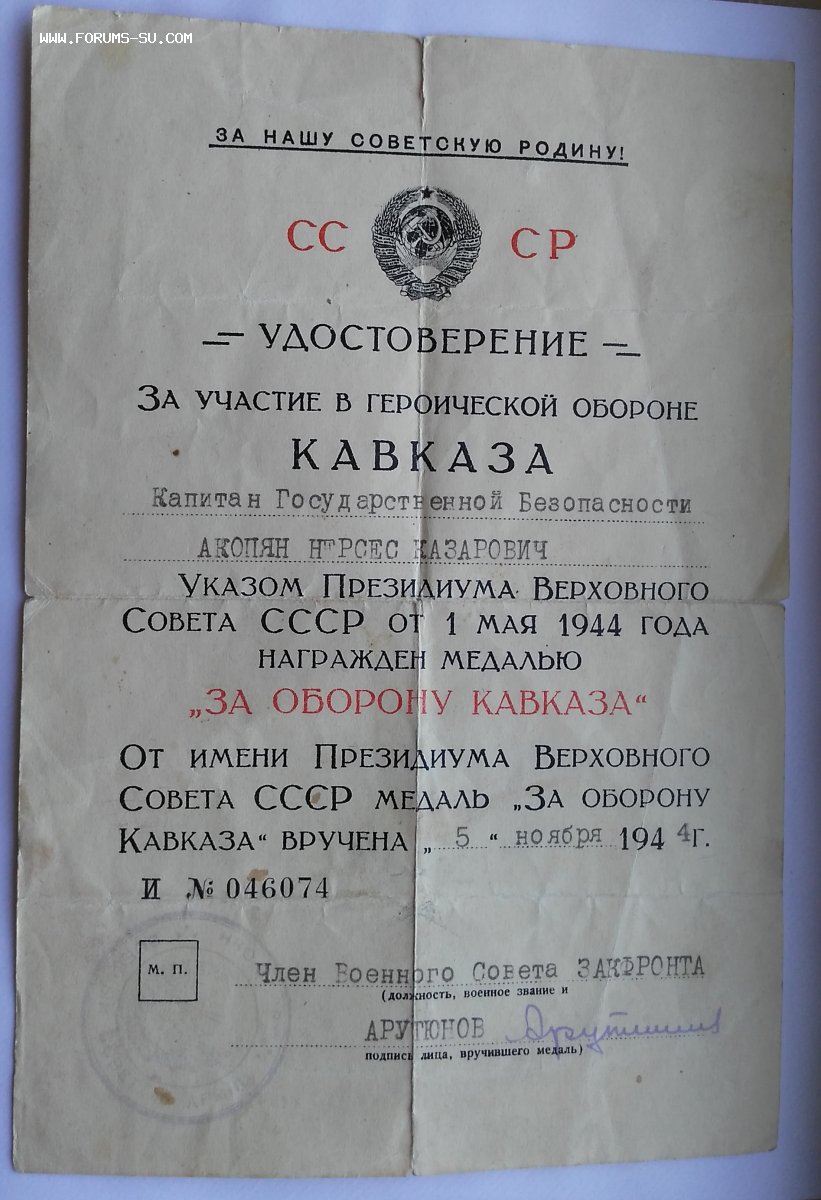 WWW.FORUMS-SU.COM
ЗА НАШУ СОВЕТСКУЮ РОДИНУ!
СС СР
УДОСТОВЕРЕНИЕ
ЗА УЧАСТИЕ В ГЕРОИЧЕСКОЙ ОБОРОНЕ
КАВКАЗА
Капитан Государственной Безопасности
АКОПЯН НЕРСЕС КАЗАРОВИЧ
УКАЗОМ ПРЕЗИДИУМА ВЕРХОВНОГО
СОВЕТА СССР ОТ 1 МАЯ 1944 ГОДА
НАГРАЖДЕН МЕДАЛЬЮ
„ЗА ОБОРОНУ КАВКАЗА“
ОТ ИМЕНИ ПРЕЗИДИУМА ВЕРХОВНОГО
СОВЕТА СССР МЕДАЛЬ „ЗА ОБОРОНУ
КАВКАЗА“ ВРУЧЕНА „ 5 “ ноября 1944г.
И № 046074
М. П.
Член Военного Совета ЗАКФРОНТА
(должность, военное звание и
АРУТЮНОВ Арутюнов
подпись лица, вручившего медаль)